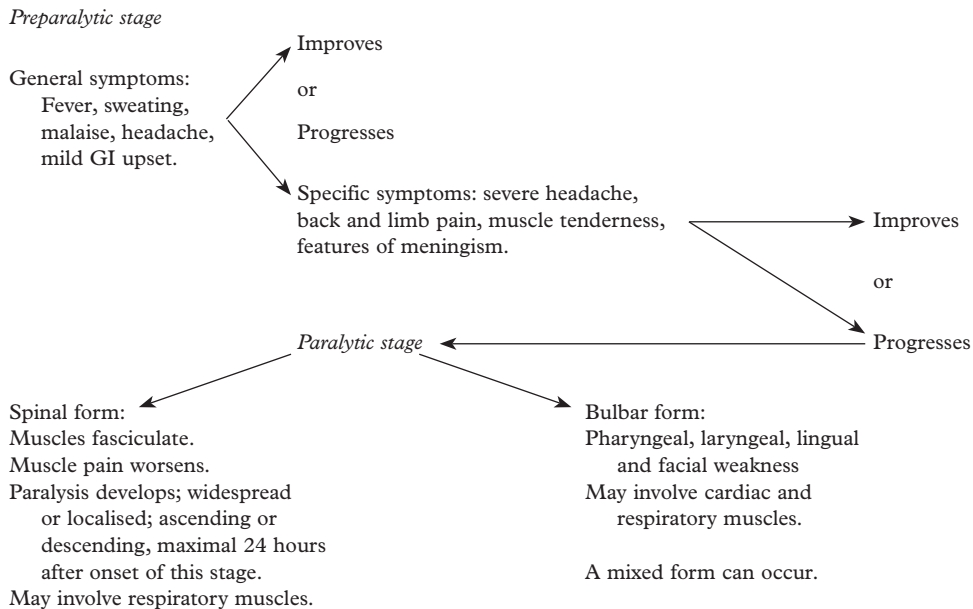 Preparalytic stage
General symptoms:
Fever, sweating,
malaise, headache,
mild GI upset.
Improves
or
Progresses
Specific symptoms: severe headache,
back and limb pain, muscle tenderness,
features of meningism.
Improves
or
Progresses
Paralytic stage
Spinal form:
Muscles fasciculate.
Muscle pain worsens.
Paralysis develops; widespread
or localised; ascending or
descending, maximal 24 hours
after onset of this stage.
May involve respiratory muscles.
Bulbar form:
Pharyngeal, laryngeal, lingual
and facial weakness
May involve cardiac and
respiratory muscles.
A mixed form can occur.